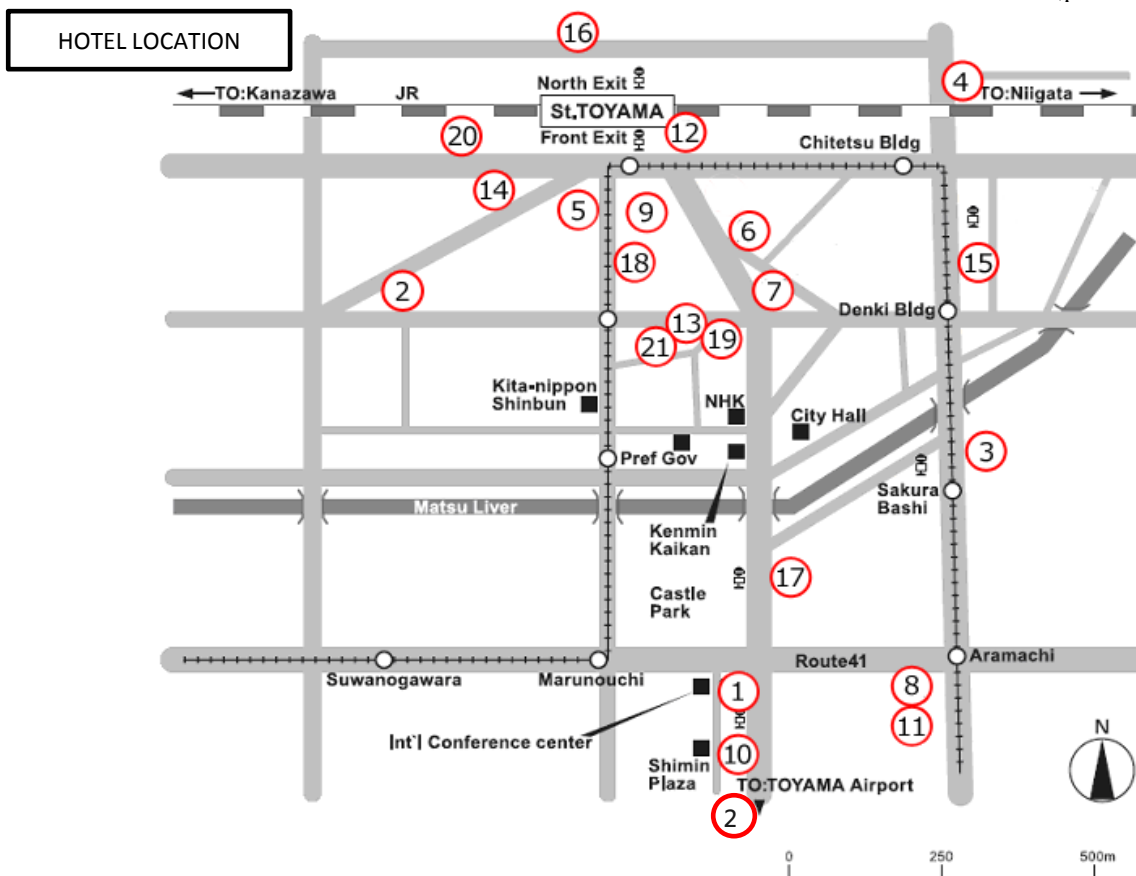 HOTEL LOCATION
16
North Exit
4
TO:Kanazawa
JR
TO:Niigata
St.TOYAMA
20
Front Exit
12
Chitetsu Bldg
14
5
9
6
18
15
2
7
Denki Bldg
13
19
21
Kita-nippon
Shinbun
NHK
City Hall
Pref Gov
3
Sakura
Bashi
Matsu Liver
Kenmin
Kaikan
17
Castle
Park
Route41
Aramachi
Suwanogawara
Marunouchi
1
8
11
Int'l Conference center
Shimin
Plaza
10
N
TO:TOYAMA Airport
2
0
250
500m